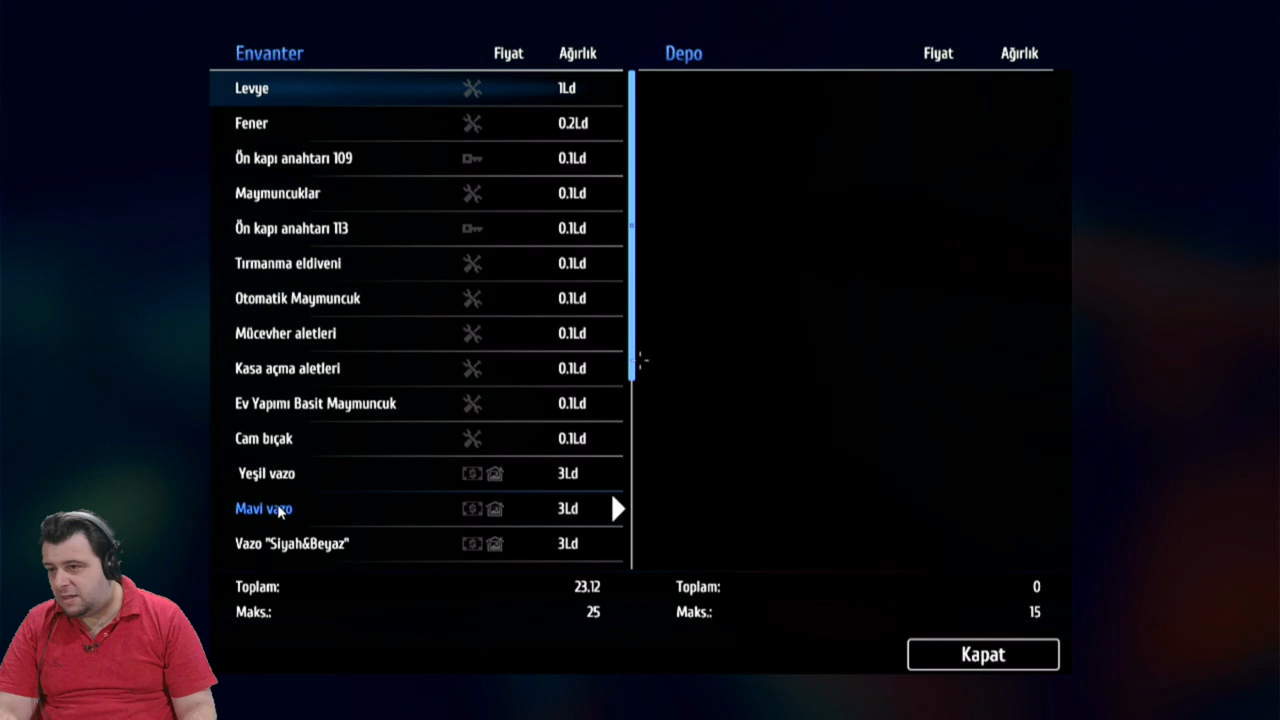 Envanter Fiyat Ağırlık
Levye 1Ld
Fener 0.2Ld
Ön kapı anahtarı 109 0.1Ld
Maymuncuklar 0.1Ld
Ön kapı anahtarı 113 0.1Ld
Tırmanma eldiveni 0.1Ld
Otomatik Maymuncuk 0.1Ld
Mücevher aletleri 0.1Ld
Kasa açma aletleri 0.1Ld
Ev Yapımı Basit Maymuncuk 0.1Ld
Cam bıçak 0.1Ld
Yeşil vazo 3Ld
Mavi vazo 3Ld
Vazo "Siyah&Beyaz" 3Ld
Toplam: 23.12
Maks.: 25
Depo Fiyat Ağırlık
Toplam: 0
Maks.: 15
Kapat